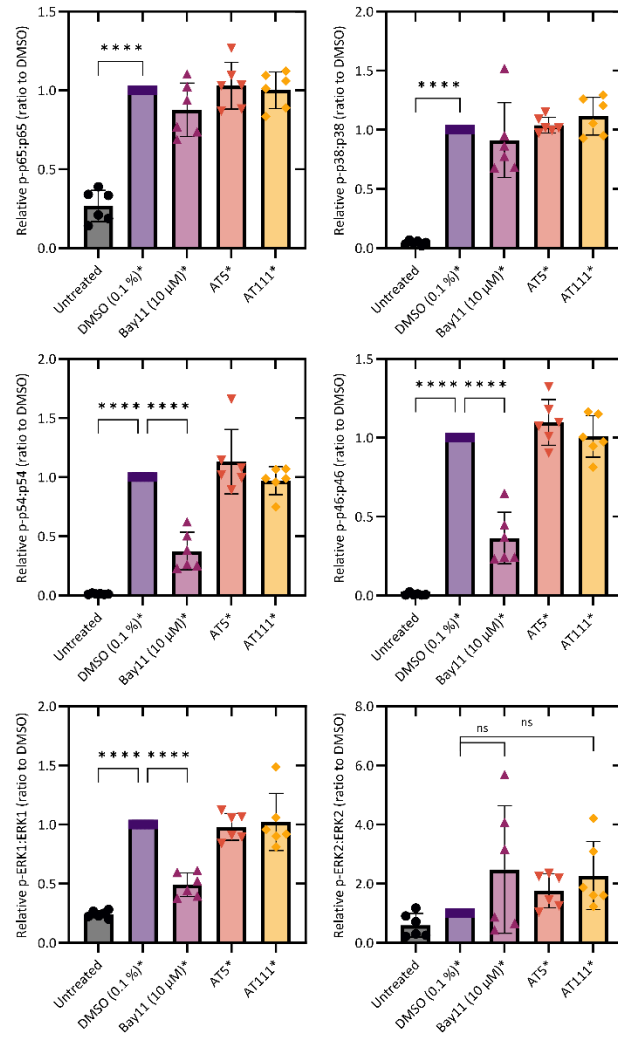 Relative p-p65:p65 (ratio to DMSO)
1.5
1.0
0.5
0.0
****
Untreated
DMSO (0.1 %)*
Bay11 (10 µM)*
AT5*
AT111*
Relative p-p38:p38 (ratio to DMSO)
2.0
1.5
1.0
0.5
0.0
****
Untreated
DMSO (0.1 %)*
Bay11 (10 µM)*
AT5*
AT111*
Relative p-p54:p54 (ratio to DMSO)
2.0
1.5
1.0
0.5
0.0
**** ****
Untreated
DMSO (0.1 %)*
Bay11 (10 µM)*
AT5*
AT111*
Relative p-p46:p46 (ratio to DMSO)
1.5
1.0
0.5
0.0
**** ****
Untreated
DMSO (0.1 %)*
Bay11 (10 µM)*
AT5*
AT111*
Relative p-ERK1:ERK1 (ratio to DMSO)
2.0
1.5
1.0
0.5
0.0
**** ****
Untreated
DMSO (0.1 %)*
Bay11 (10 µM)*
AT5*
AT111*
Relative p-ERK2:ERK2 (ratio to DMSO)
8.0
6.0
4.0
2.0
0.0
ns
ns
Untreated
DMSO (0.1 %)*
Bay11 (10 µM)*
AT5*
AT111*